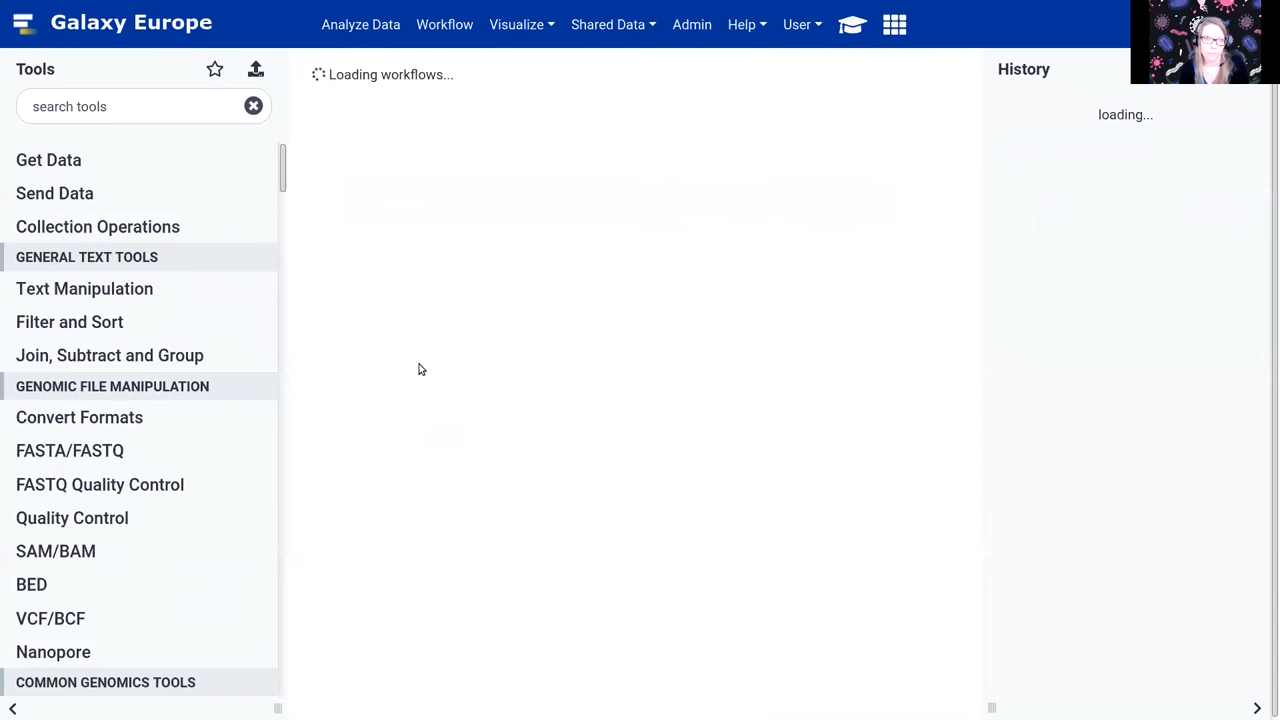 Galaxy Europe
Analyze Data Workflow Visualize Shared Data Admin Help User
Tools
search tools
Get Data
Send Data
Collection Operations
GENERAL TEXT TOOLS
Text Manipulation
Filter and Sort
Join, Subtract and Group
GENOMIC FILE MANIPULATION
Convert Formats
FASTA/FASTQ
FASTQ Quality Control
Quality Control
SAM/BAM
BED
VCF/BCF
Nanopore
COMMON GENOMICS TOOLS
Loading workflows...
History
loading...